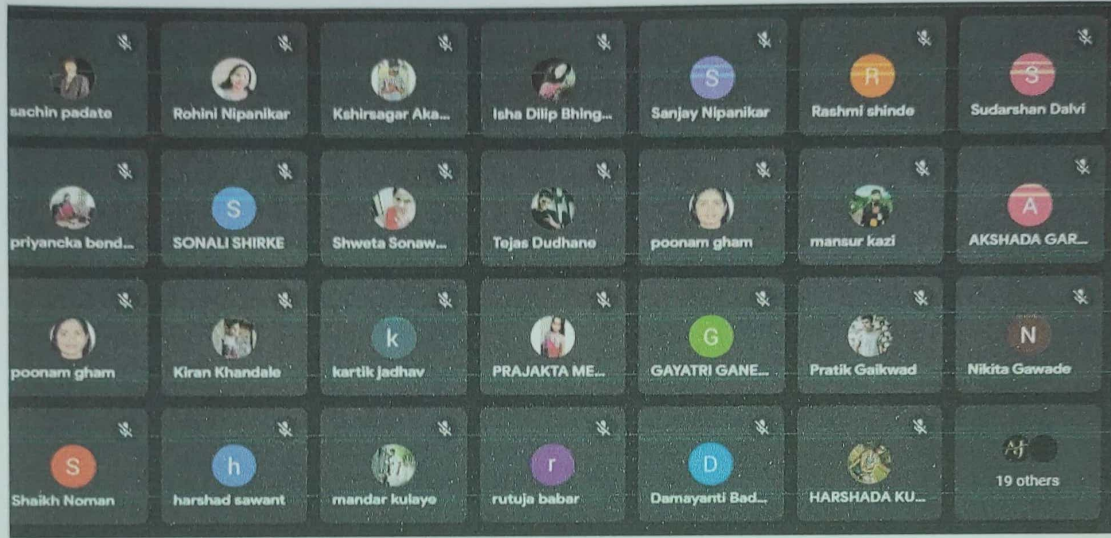 sachin padate
Rohini Nipanikar
Kshirsagar Aka...
Isha Dilip Bhing...
S
Sanjay Nipanikar
R
Rashmi shinde
S
Sudarshan Dalvi
priyancka bend...
S
SONALI SHIRKE
Shweta Sonaw...
Tejas Dudhane
poonam gham
mansur kazi
A
AKSHADA GAR...
poonam gham
Kiran Khandale
k
kartik jadhav
PRAJAKTA ME...
G
GAYATRI GANE...
Pratik Gaikwad
N
Nikita Gawade
S
Shaikh Noman
h
harshad sawant
mandar kulaye
r
rutuja babar
D
Damayanti Bad...
HARSHADA KU...
19 others